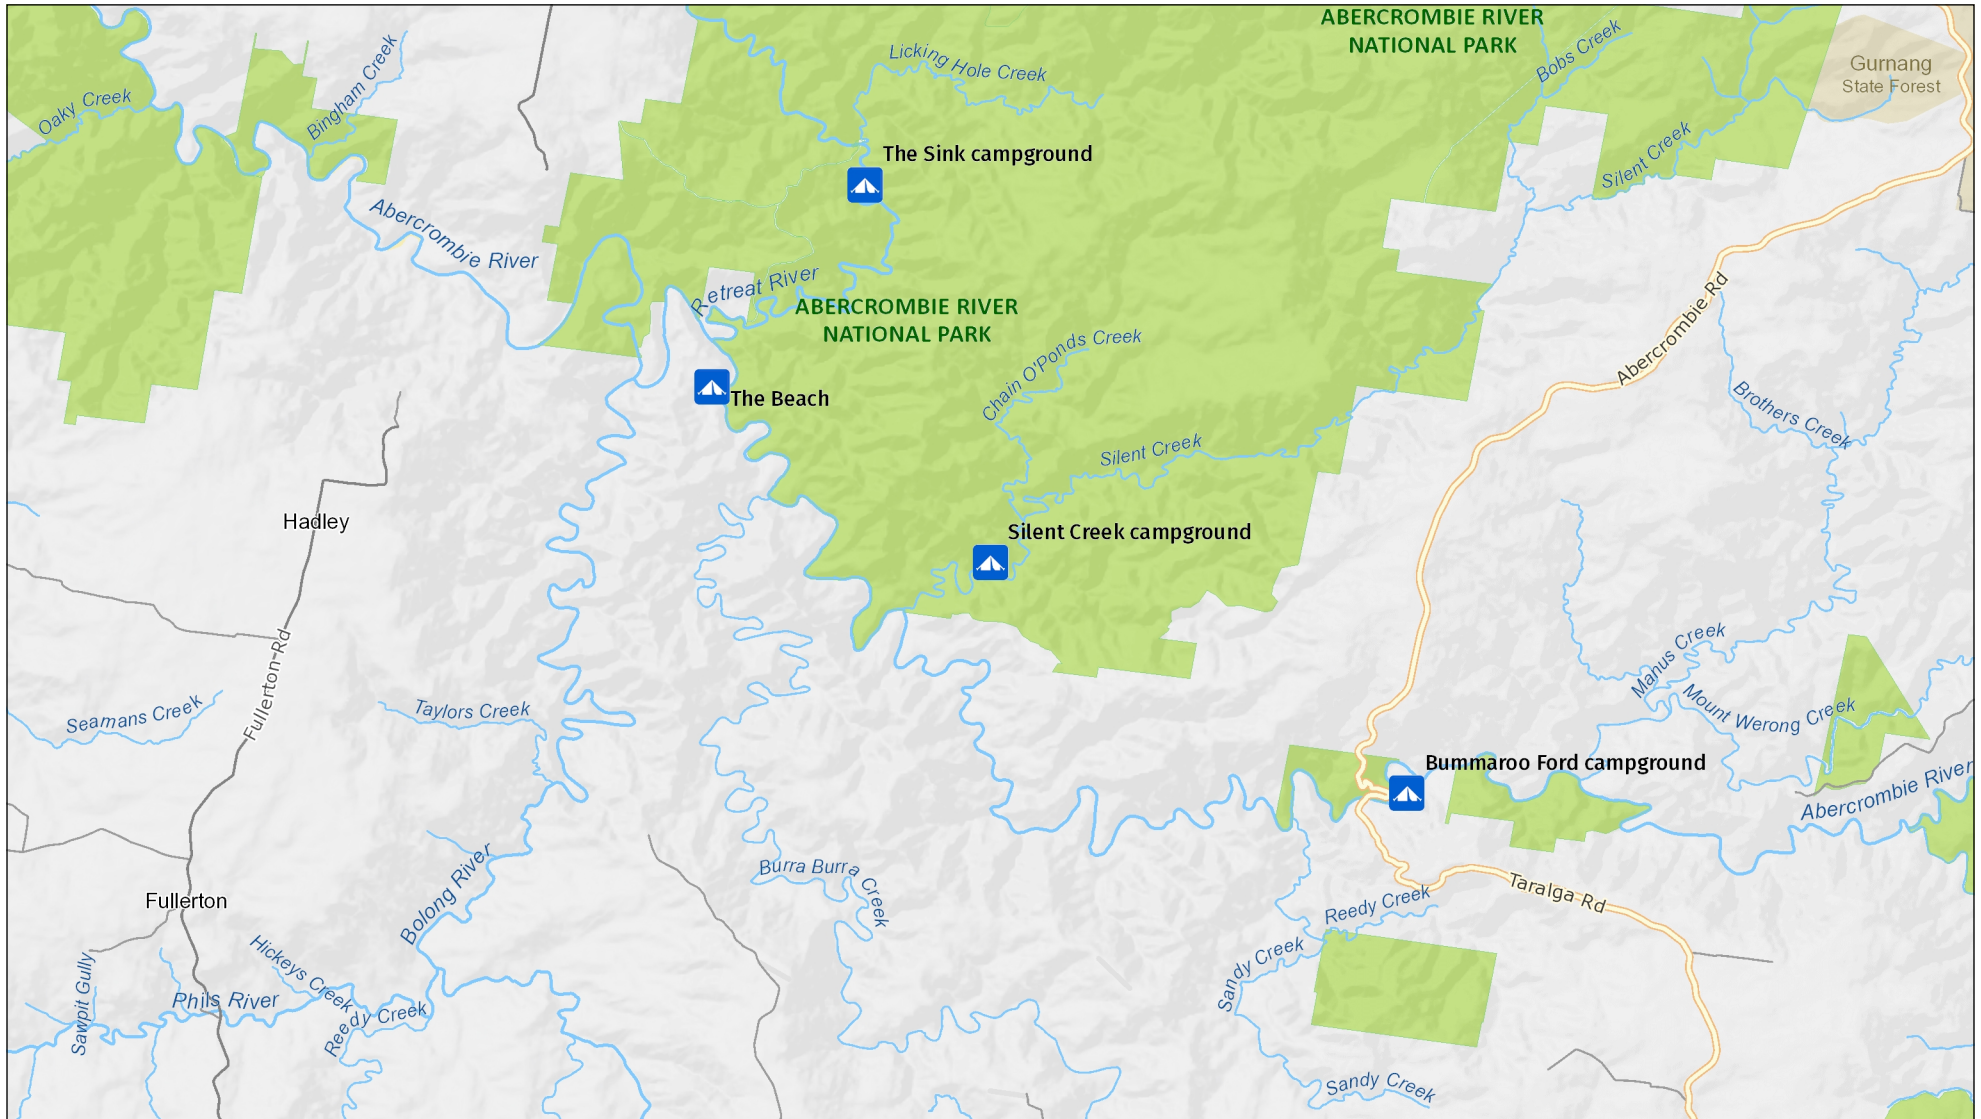 ABERCROMBIE RIVER
NATIONAL PARK
Bobs Creek
Gurnang
State Forest
Licking Hole Creek
Bingham Creek
Oaky Creek
The Sink campground
Silent Creek
Abercrombie River
Retreat River
ABERCROMBIE RIVER
NATIONAL PARK
Abercrombie Rd
Chain O'Ponds Creek
The Beach
Brothers Creek
Silent Creek
Hadley
Silent Creek campground
Fullerton Rd
Manus Creek
Seamans Creek
Taylors Creek
Mount Werong Creek
Bummaroo Ford campground
Abercrombie River
Burra Burra Creek
Bolong River
Fullerton
Taralga Rd
Reedy Creek
Hickeys Creek
Sandy Creek
Sawpit Gully
Phils River
Reedy Creek
Sandy Creek